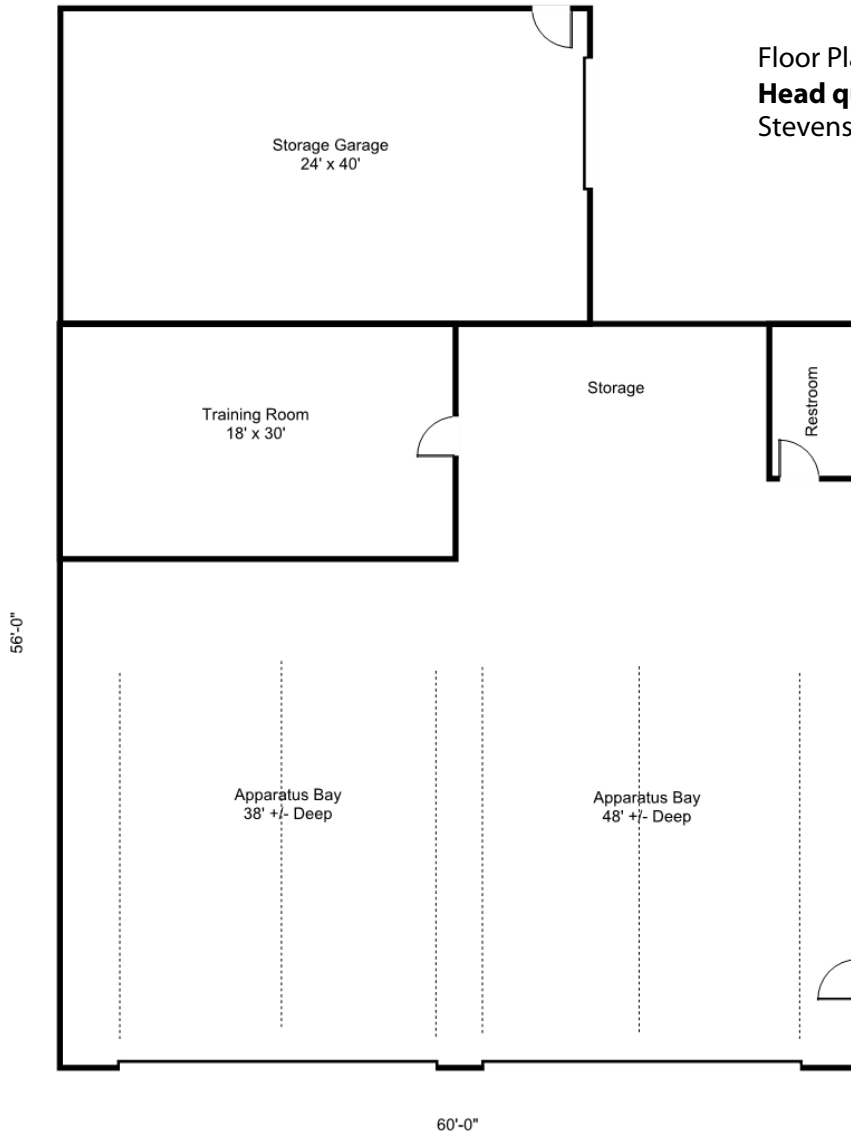 Floor Pl
Head q
Stevens
Storage Garage
24' x 40'
Training Room
18' x 30'
Storage
Restroom
56'-0"
Apparatus Bay
38' +/- Deep
Apparatus Bay
48' +/- Deep
60'-0"